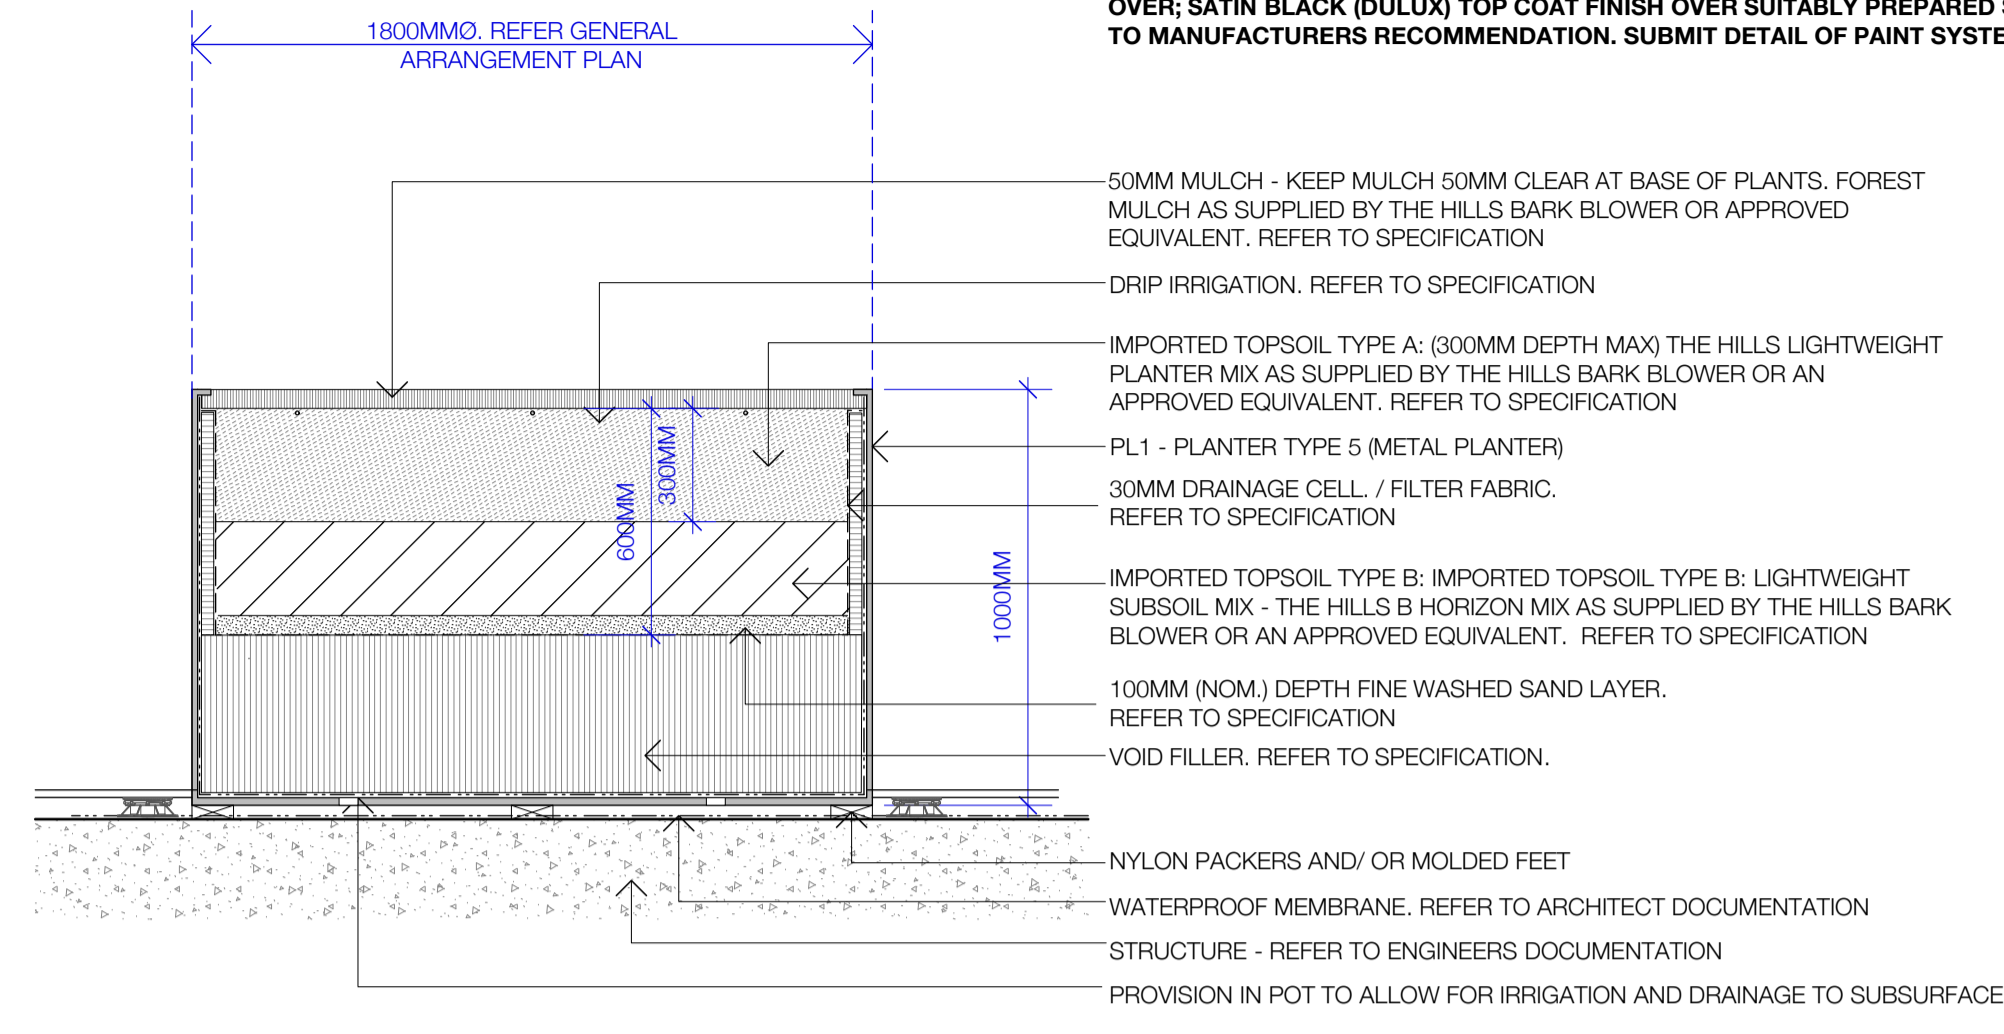 OVER; SATIN BLACK (DULUX) TOP COAT FINISH OVER SUITABLY PREPARED
TO MANUFACTURERS RECOMMENDATION. SUBMIT DETAIL OF PAINT
1800MMØ. REFER GENERAL
ARRANGEMENT PLAN
50MM MULCH - KEEP MULCH 50MM CLEAR AT BASE OF PLANTS. FOREST
MULCH AS SUPPLIED BY THE HILLS BARK BLOWER OR APPROVED
EQUIVALENT. REFER TO SPECIFICATION
DRIP IRRIGATION. REFER TO SPECIFICATION
IMPORTED TOPSOIL TYPE A: (300MM DEPTH MAX) THE HILLS LIGHTWEIGHT
PLANTER MIX AS SUPPLIED BY THE HILLS BARK BLOWER OR AN
APPROVED EQUIVALENT. REFER TO SPECIFICATION
PL1 - PLANTER TYPE 5 (METAL PLANTER)
30MM DRAINAGE CELL. / FILTER FABRIC.
REFER TO SPECIFICATION
IMPORTED TOPSOIL TYPE B: IMPORTED TOPSOIL TYPE B: LIGHTWEIGHT
SUBSOIL MIX - THE HILLS B HORIZON MIX AS SUPPLIED BY THE HILLS BARK
BLOWER OR AN APPROVED EQUIVALENT. REFER TO SPECIFICATION
100MM (NOM.) DEPTH FINE WASHED SAND LAYER.
REFER TO SPECIFICATION
VOID FILLER. REFER TO SPECIFICATION.
NYLON PACKERS AND/ OR MOLDED FEET
WATERPROOF MEMBRANE. REFER TO ARCHITECT DOCUMENTATION
STRUCTURE - REFER TO ENGINEERS DOCUMENTATION
PROVISION IN POT TO ALLOW FOR IRRIGATION AND DRAINAGE TO SUBSURFACE
300MM
600MM
1000MM